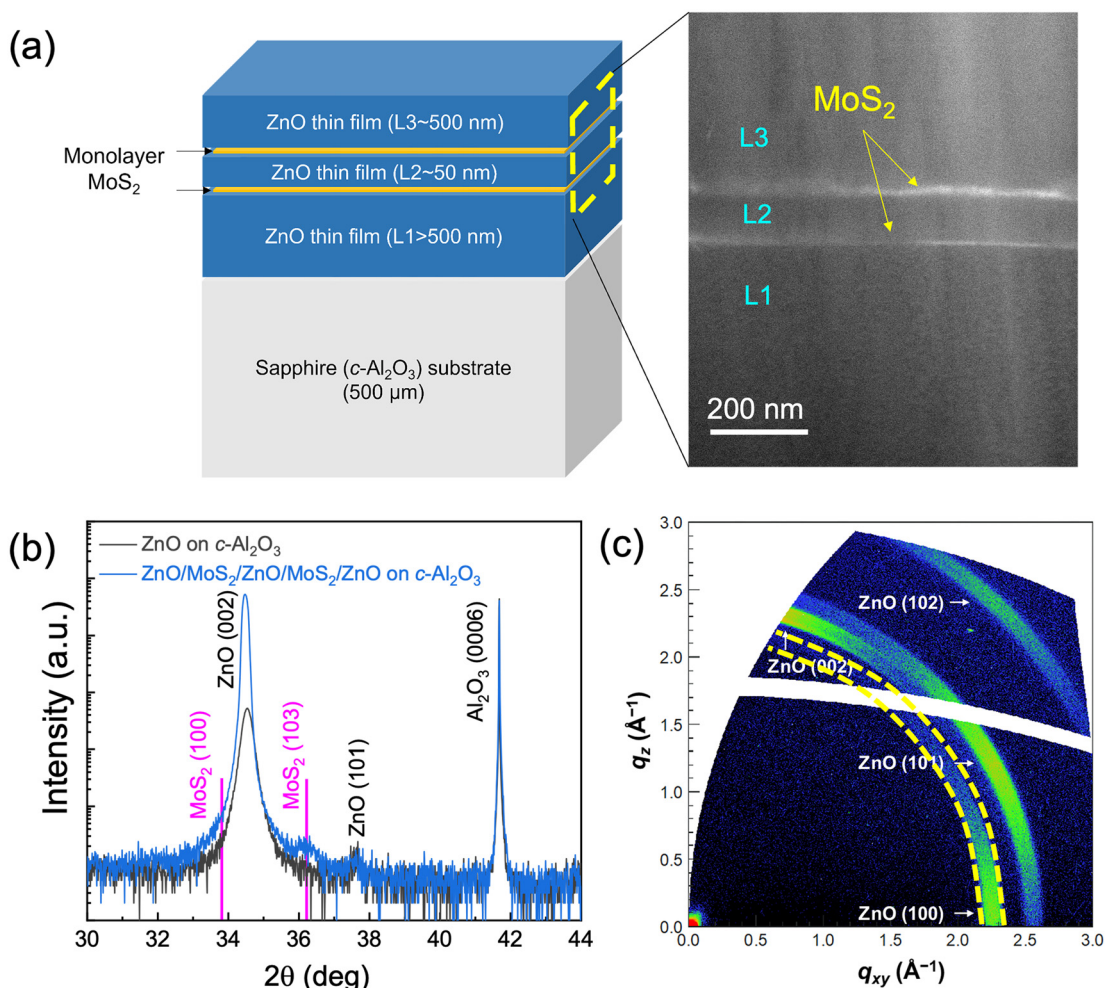 (a)
ZnO thin film (L3~500 nm)
Monolayer
MoS₂
ZnO thin film (L2~50 nm)
ZnO thin film (L1>500 nm)
Sapphire (c-Al₂O₃) substrate
(500 μm)
MoS₂
L3
L2
L1
200 nm
(b)
ZnO on c-Al₂O₃
ZnO/MoS₂/ZnO/MoS₂/ZnO on c-Al₂O₃
Intensity (a.u.)
MoS₂ (100)
ZnO (002)
MoS₂ (103)
ZnO (101)
Al₂O₃ (0006)
30 32 34 36 38 40 42 44
2θ (deg)
(c)
3.0
2.5
2.0
1.5
1.0
0.5
0.0
qz (Å⁻¹)
ZnO (102)
ZnO (002)
ZnO (101)
ZnO (100)
0.0 0.5 1.0 1.5 2.0 2.5 3.0
qxy (Å⁻¹)